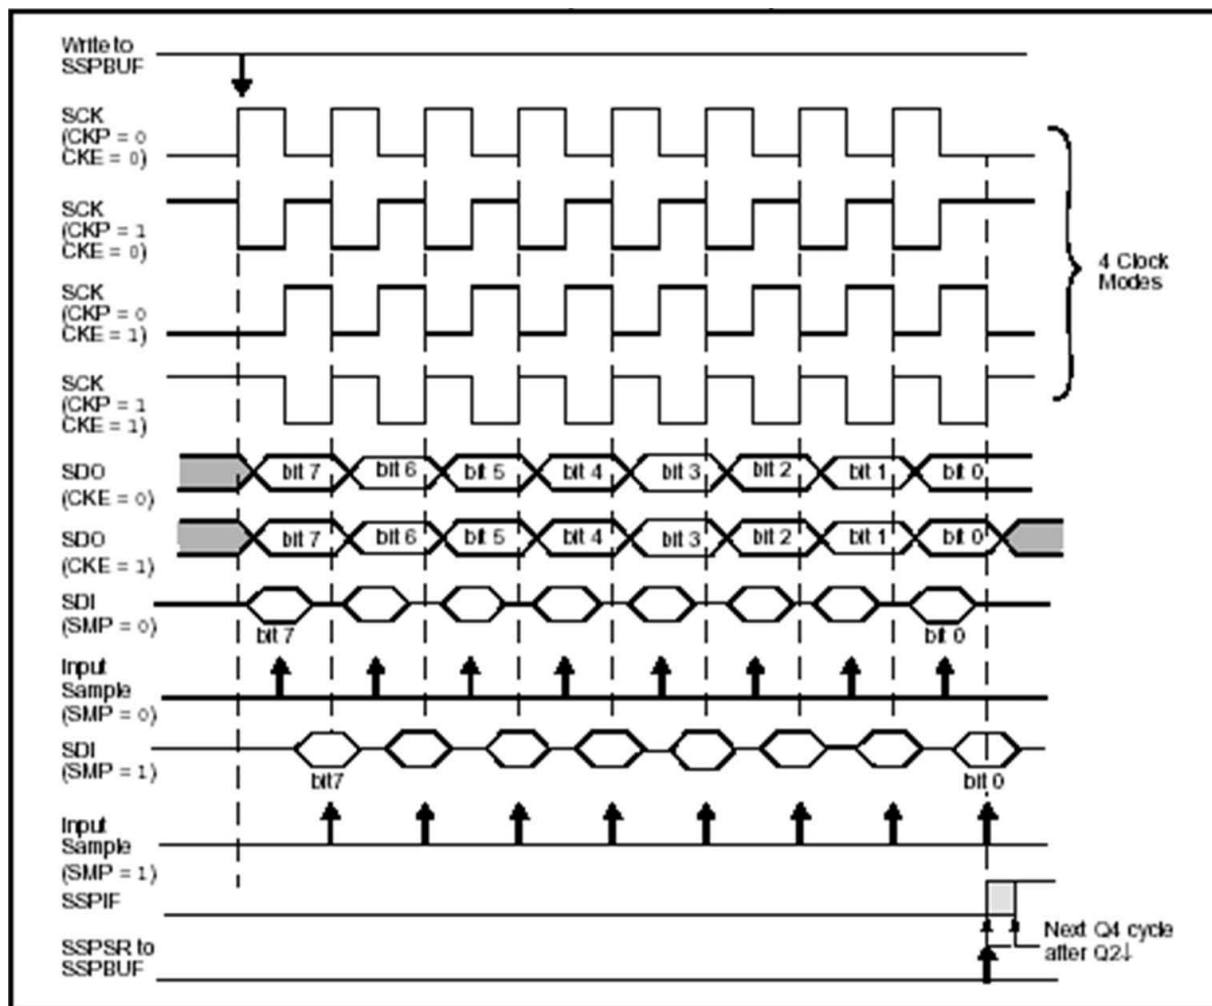 Write to
SSPBUF
SCK
(CKP = 0
CKE = 0)
SCK
(CKP = 1
CKE = 0)
SCK
(CKP = 0
CKE = 1)
SCK
(CKP = 1
CKE = 1)
4 Clock
Modes
SDO
(CKE = 0)
bit 7 bit 6 bit 5 bit 4 bit 3 bit 2 bit 1 bit 0
SDO
(CKE = 1)
bit 7 bit 6 bit 5 bit 4 bit 3 bit 2 bit 1 bit 0
SDI
(SMP = 0)
bit 7 bit 0
Input
Sample
(SMP = 0)
SDI
(SMP = 1)
bit7 bit 0
Input
Sample
(SMP = 1)
SSPIF
SSPSR to
SSPBUF
Next Q4 cycle
after Q2↓